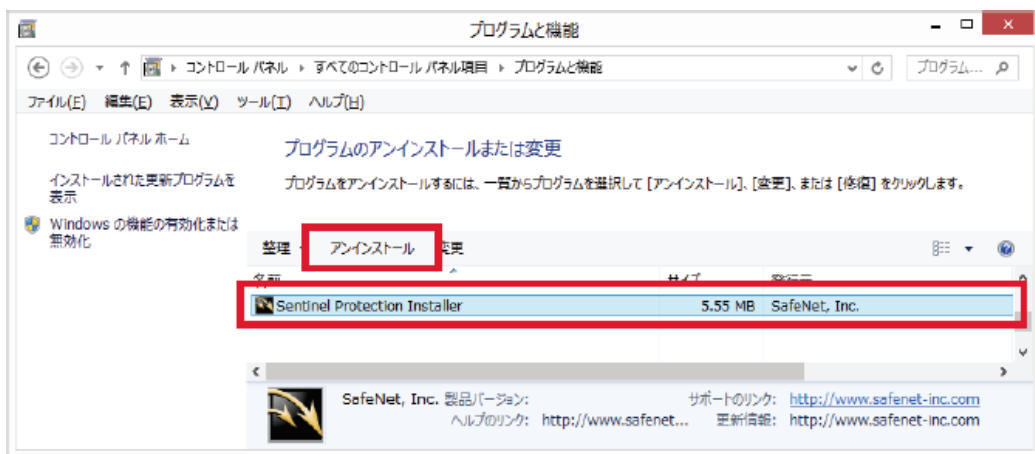 プログラムと機能
コントロール パネル ▸ すべてのコントロール パネル項目 ▸ プログラムと機能
プログラム...
ファイル(F) 編集(E) 表示(V) ツール(T) ヘルプ(H)
コントロール パネル ホーム
インストールされた更新プログラムを
表示
Windows の機能の有効化または
無効化
プログラムのアンインストールまたは変更
プログラムをアンインストールするには、一覧からプログラムを選択して [アンインストール]、[変更]、または [修復] をクリックします。
整理 アンインストール 変更
名前 サイズ 発行元
Sentinel Protection Installer 5.55 MB SafeNet, Inc.
SafeNet, Inc. 製品バージョン: サポートのリンク: http://www.safenet-inc.com
ヘルプのリンク: http://www.safenet... 更新情報: http://www.safenet-inc.com